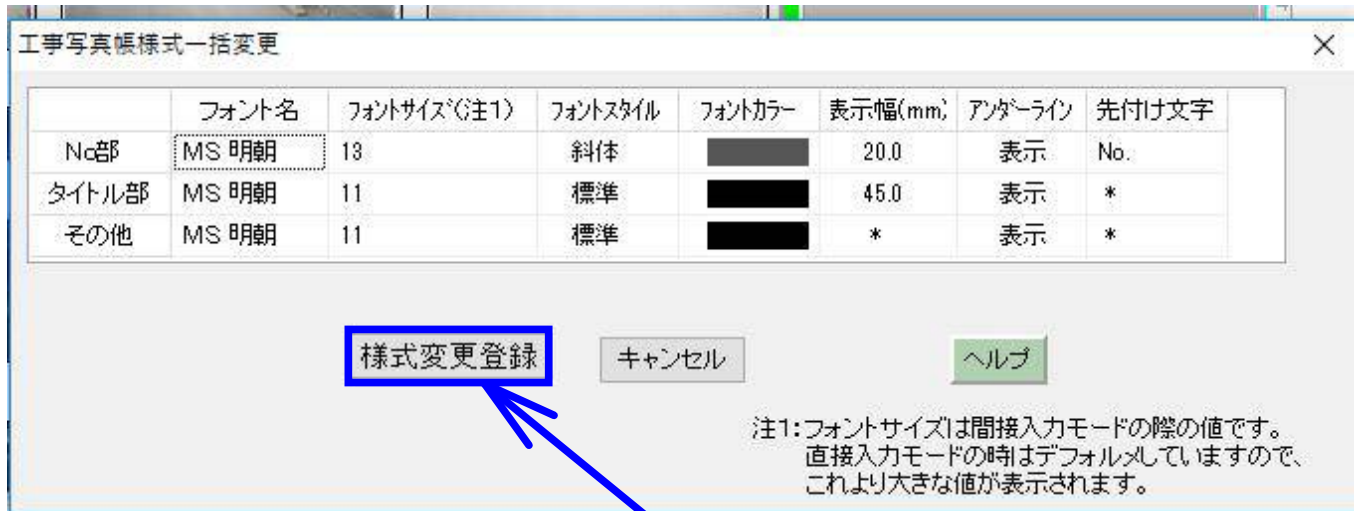 工事写真帳様式一括変更
フォント名 フォントサイズ(注1) フォントスタイル フォントカラー 表示幅(mm) アンダーライン 先付け文字
No部 MS 明朝 13 斜体 20.0 表示 No.
タイトル部 MS 明朝 11 標準 45.0 表示 *
その他 MS 明朝 11 標準 * 表示 *
様式変更登録 キャンセル ヘルプ
注1:フォントサイズは間接入力モードの際の値です。
直接入力モードの時はデフォルメしていますので、
これより大きな値が表示されます。